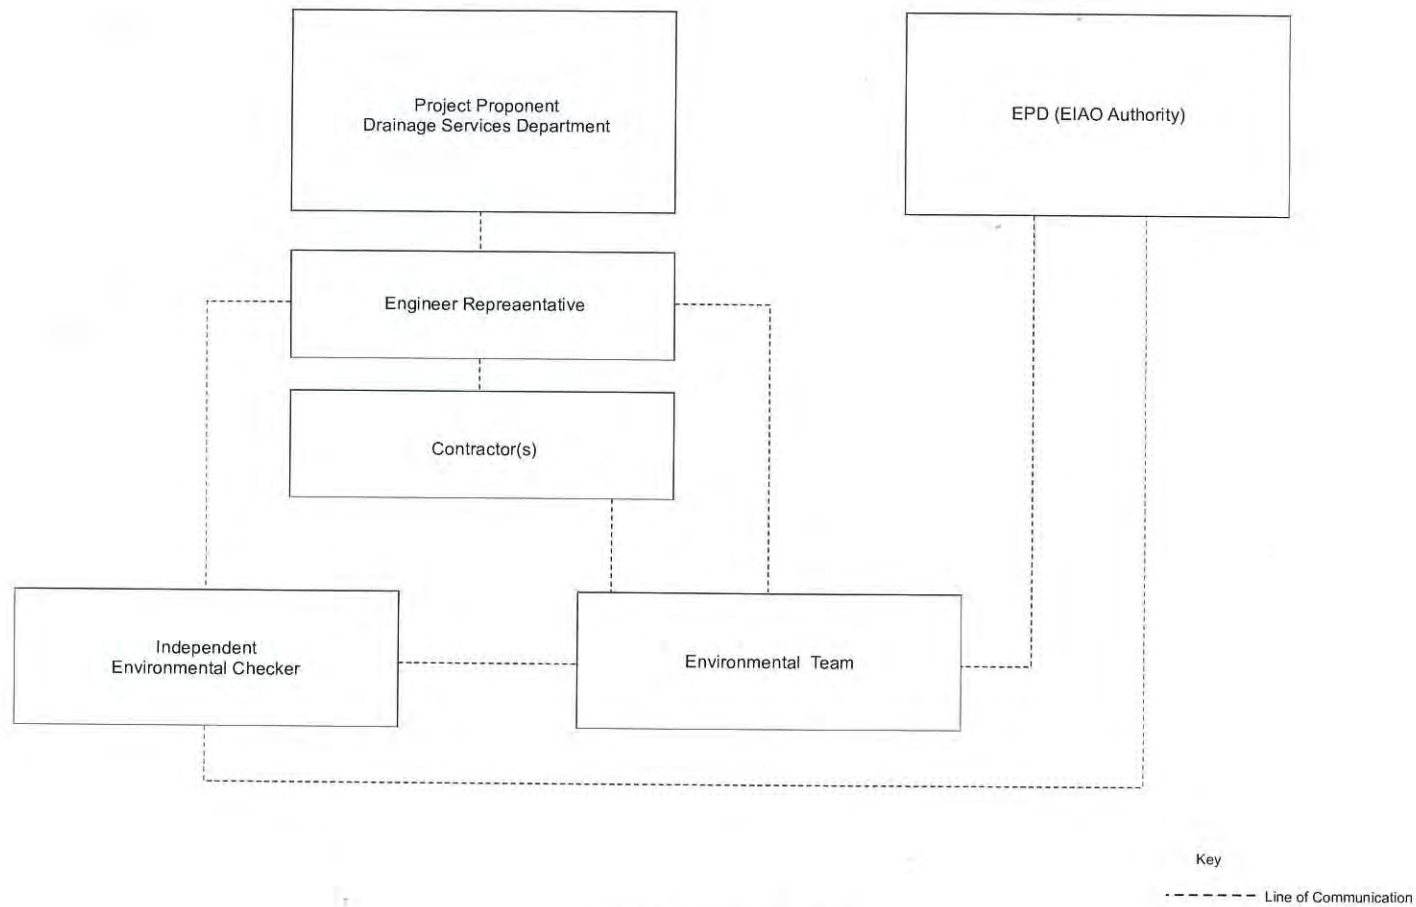 Project Proponent
Drainage Services Department
EPD (EIAO Authority)
Engineer Repreaentative
Contractor(s)
Independent
Environmental Checker
Environmental Team
Key
Line of Communication